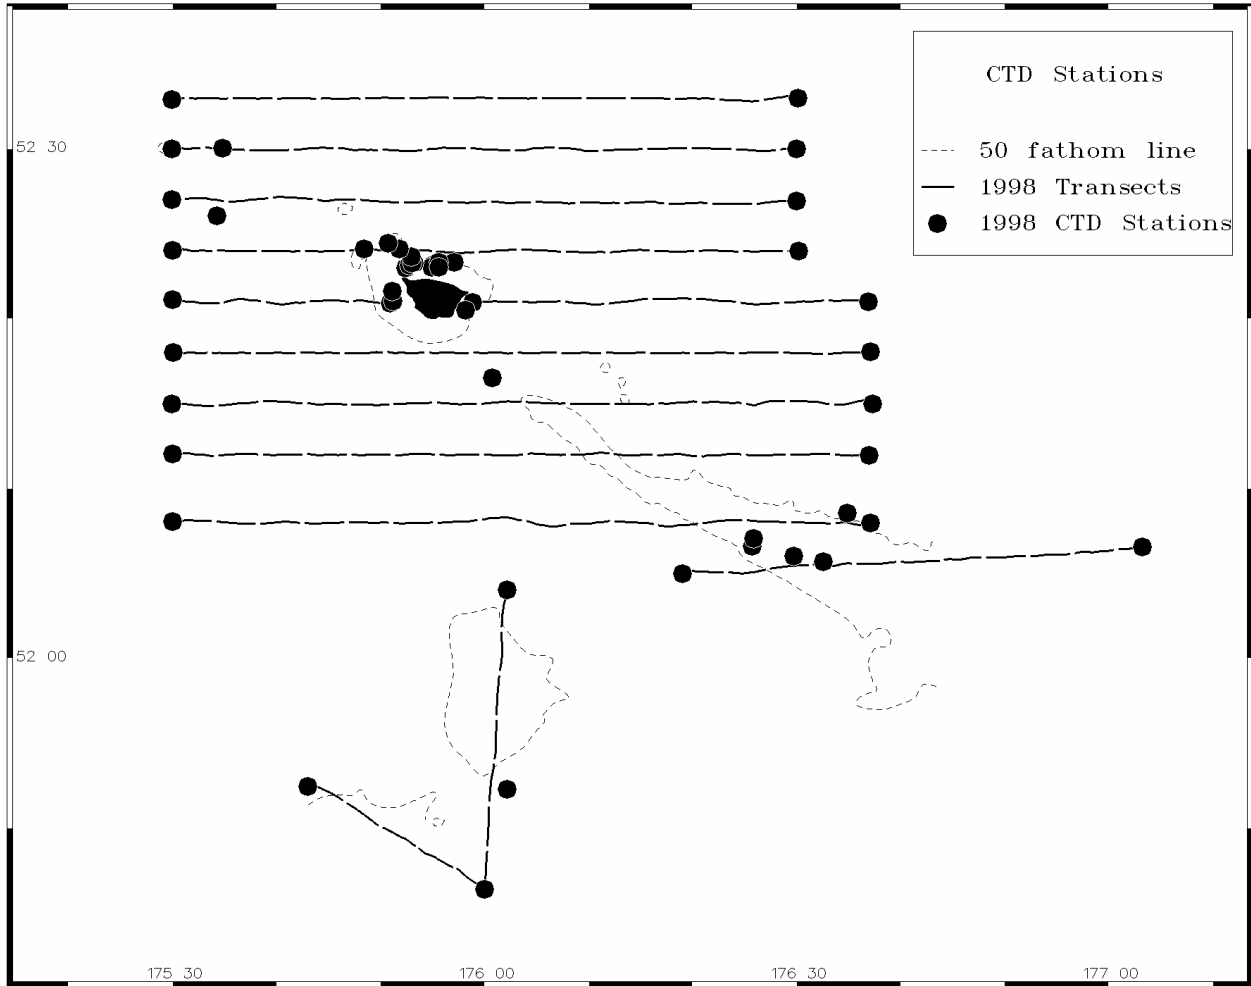 CTD Stations
50 fathom line
1998 Transects
1998 CTD Stations
52 30
52 00
175 30
176 00
176 30
177 00